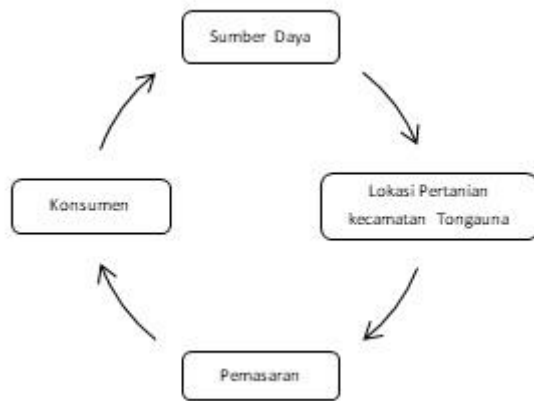 Sumber Daya
Konsumen
Lokasi Pertanian
kecamatan Tongauna
Pemasaran